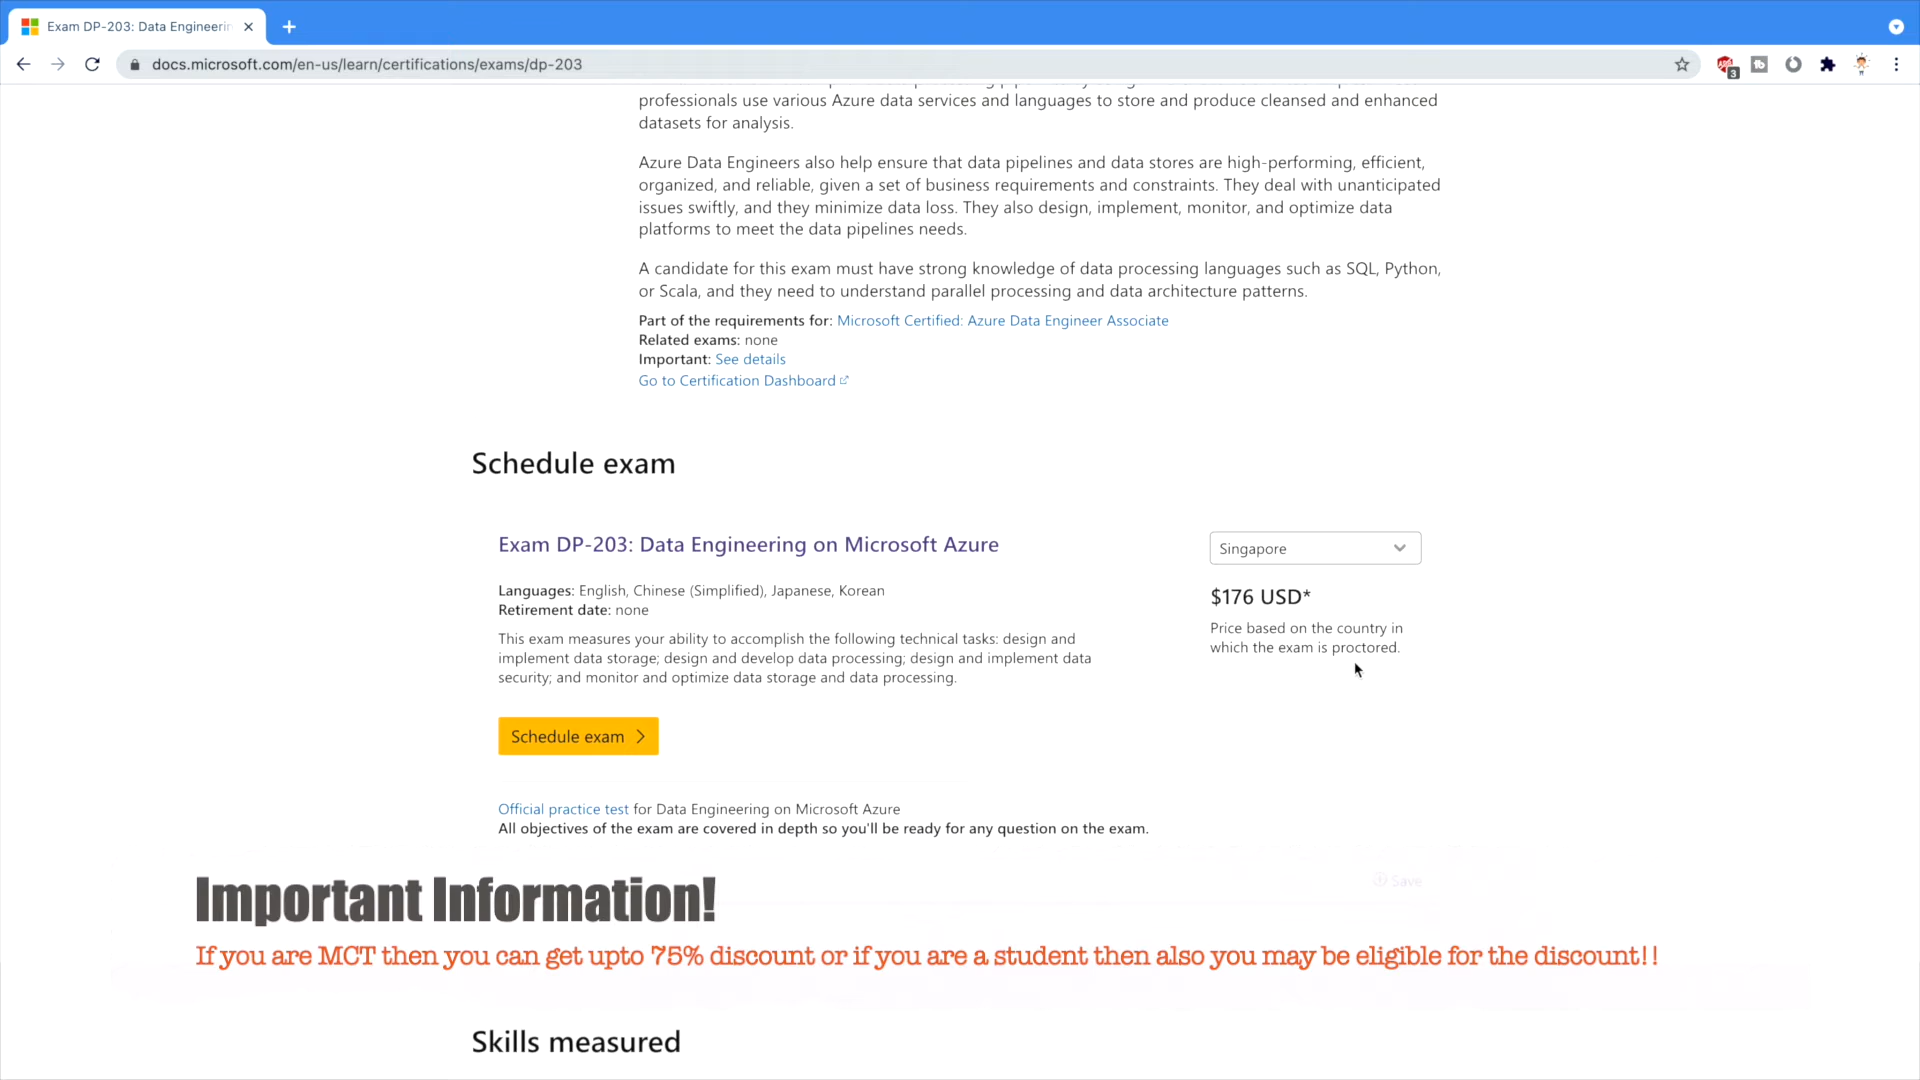 Exam DP-203: Data Engineerin
docs.microsoft.com/en-us/learn/certifications/exams/dp-203
3
professionals use various Azure data services and languages to store and produce cleansed and enhanced
datasets for analysis.
Azure Data Engineers also help ensure that data pipelines and data stores are high-performing, efficient,
organized, and reliable, given a set of business requirements and constraints. They deal with unanticipated
issues swiftly, and they minimize data loss. They also design, implement, monitor, and optimize data
platforms to meet the data pipelines needs.
A candidate for this exam must have strong knowledge of data processing languages such as SQL, Python,
or Scala, and they need to understand parallel processing and data architecture patterns.
Part of the requirements for: Microsoft Certified: Azure Data Engineer Associate
Related exams: none
Important: See details
Go to Certification Dashboard
Schedule exam
Exam DP-203: Data Engineering on Microsoft Azure
Languages: English, Chinese (Simplified), Japanese, Korean
Retirement date: none
This exam measures your ability to accomplish the following technical tasks: design and
implement data storage; design and develop data processing; design and implement data
security; and monitor and optimize data storage and data processing.
Singapore
$176 USD*
Price based on the country in
which the exam is proctored.
Schedule exam
Official practice test for Data Engineering on Microsoft Azure
All objectives of the exam are covered in depth so you'll be ready for any question on the exam.
Save
Important Information!
If you are MCT then you can get upto 75% discount or if you are a student then also you may be eligible for the discount!!
Skills measured